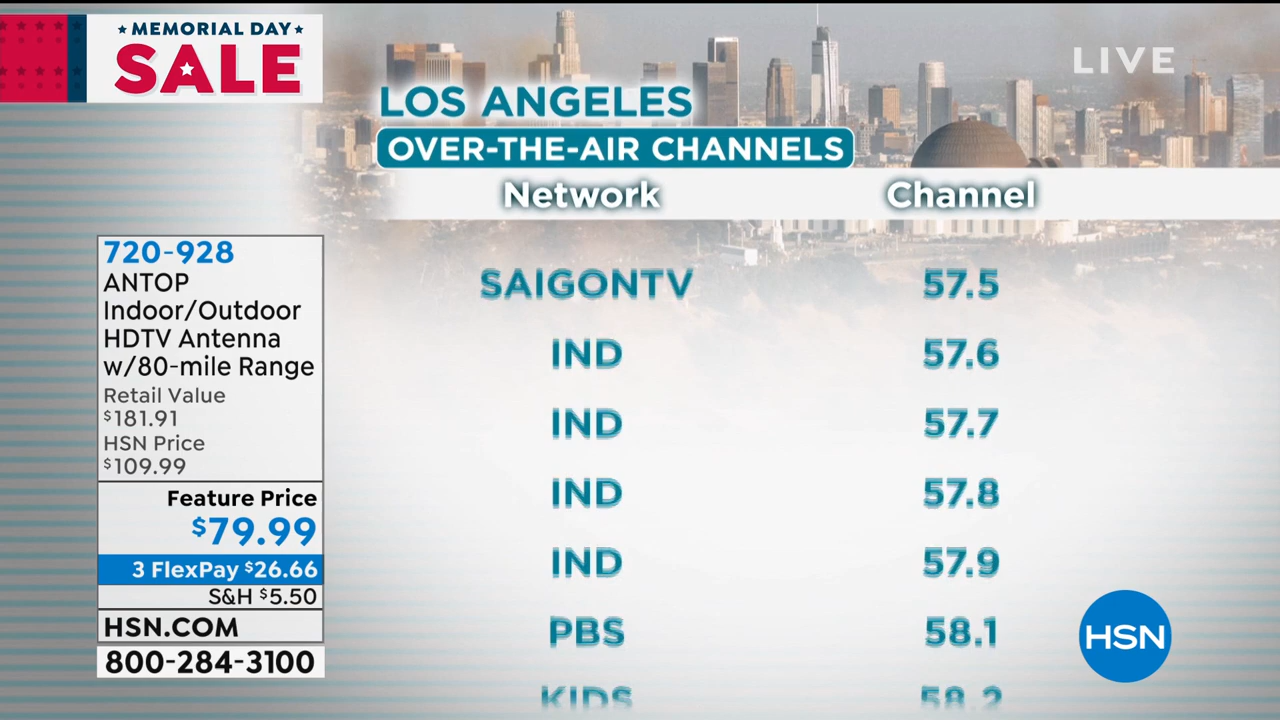 MEMORIAL DAY
SALE
LIVE
LOS ANGELES
OVER-THE-AIR CHANNELS
Network Channel
SAIGONTV 57.5
IND 57.6
IND 57.7
IND 57.8
IND 57.9
PBS 58.1
KIDS 58.2
720-928
ANTOP
Indoor/Outdoor
HDTV Antenna
w/80-mile Range
Retail Value
$181.91
HSN Price
$109.99
Feature Price
$79.99
3 FlexPay $26.66
S&H $5.50
HSN.COM
800-284-3100
HSN